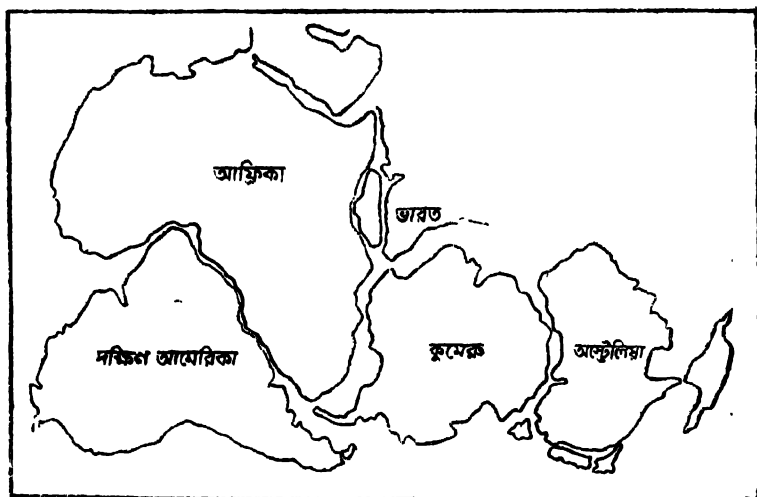 আফ্রিকা
ভারত
দক্ষিণ আমেরিকা
কুমেরু
অস্ট্রেলিয়া